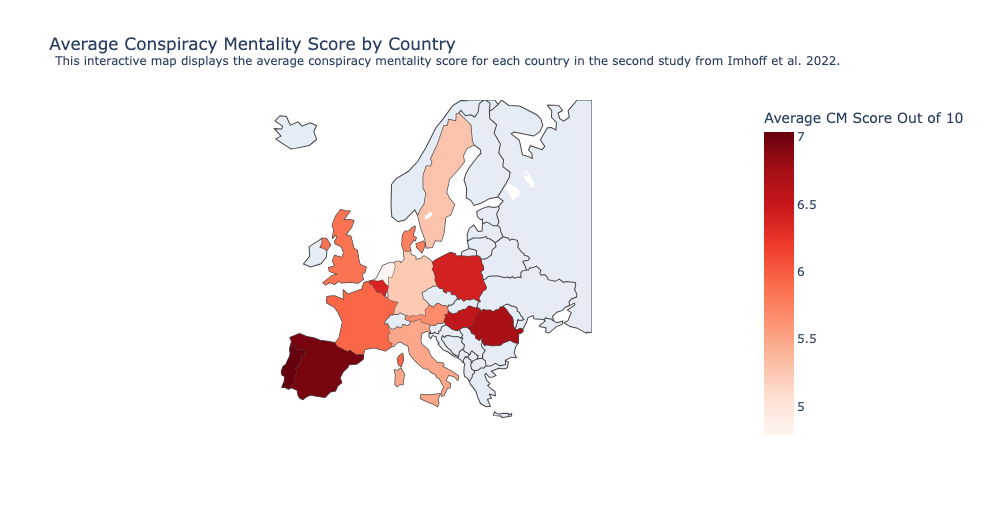 Average Conspiracy Mentality Score by Country
This interactive map displays the average conspiracy mentality score for each country in the second study from Imhoff et al. 2022.
Average CM Score Out of 10
7
6.5
6
5.5
5